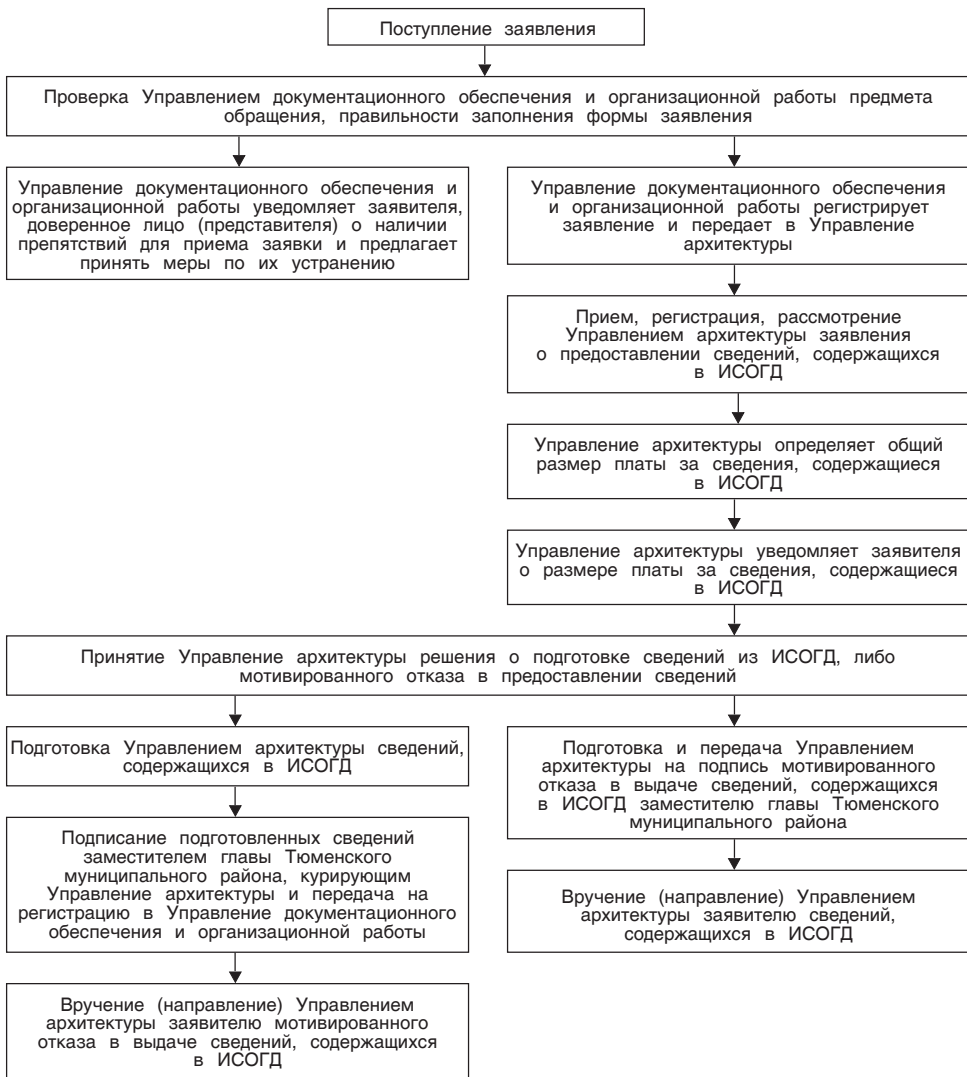 Поступление заявления
Проверка Управлением документационного обеспечения и организационной работы предмета
обращения, правильности заполнения формы заявления
Управление документационного обеспечения и
организационной работы уведомляет заявителя,
доверенное лицо (представителя) о наличии
препятствий для приема заявки и предлагает
принять меры по их устранению
Управление документационного обеспечения
и организационной работы регистрирует
заявление и передает в Управление
архитектуры
Прием, регистрация, рассмотрение
Управлением архитектуры заявления
о предоставлении сведений, содержащихся
в ИСОГД
Управление архитектуры определяет общий
размер платы за сведения, содержащиеся
в ИСОГД
Управление архитектуры уведомляет заявителя
о размере платы за сведения, содержащиеся
в ИСОГД
Принятие Управление архитектуры решения о подготовке сведений из ИСОГД, либо
мотивированного отказа в предоставлении сведений
Подготовка Управлением архитектуры сведений,
содержащихся в ИСОГД
Подписание подготовленных сведений
заместителем главы Тюменского
муниципального района, курирующим
Управление архитектуры и передача на
регистрацию в Управление документационного
обеспечения и организационной работы
Вручение (направление) Управлением
архитектуры заявителю мотивированного
отказа в выдаче сведений, содержащихся
в ИСОГД
Подготовка и передача Управлением
архитектуры на подпись мотивированного
отказа в выдаче сведений, содержащихся
в ИСОГД заместителю главы Тюменского
муниципального района
Вручение (направление) Управлением
архитектуры заявителю сведений,
содержащихся в ИСОГД